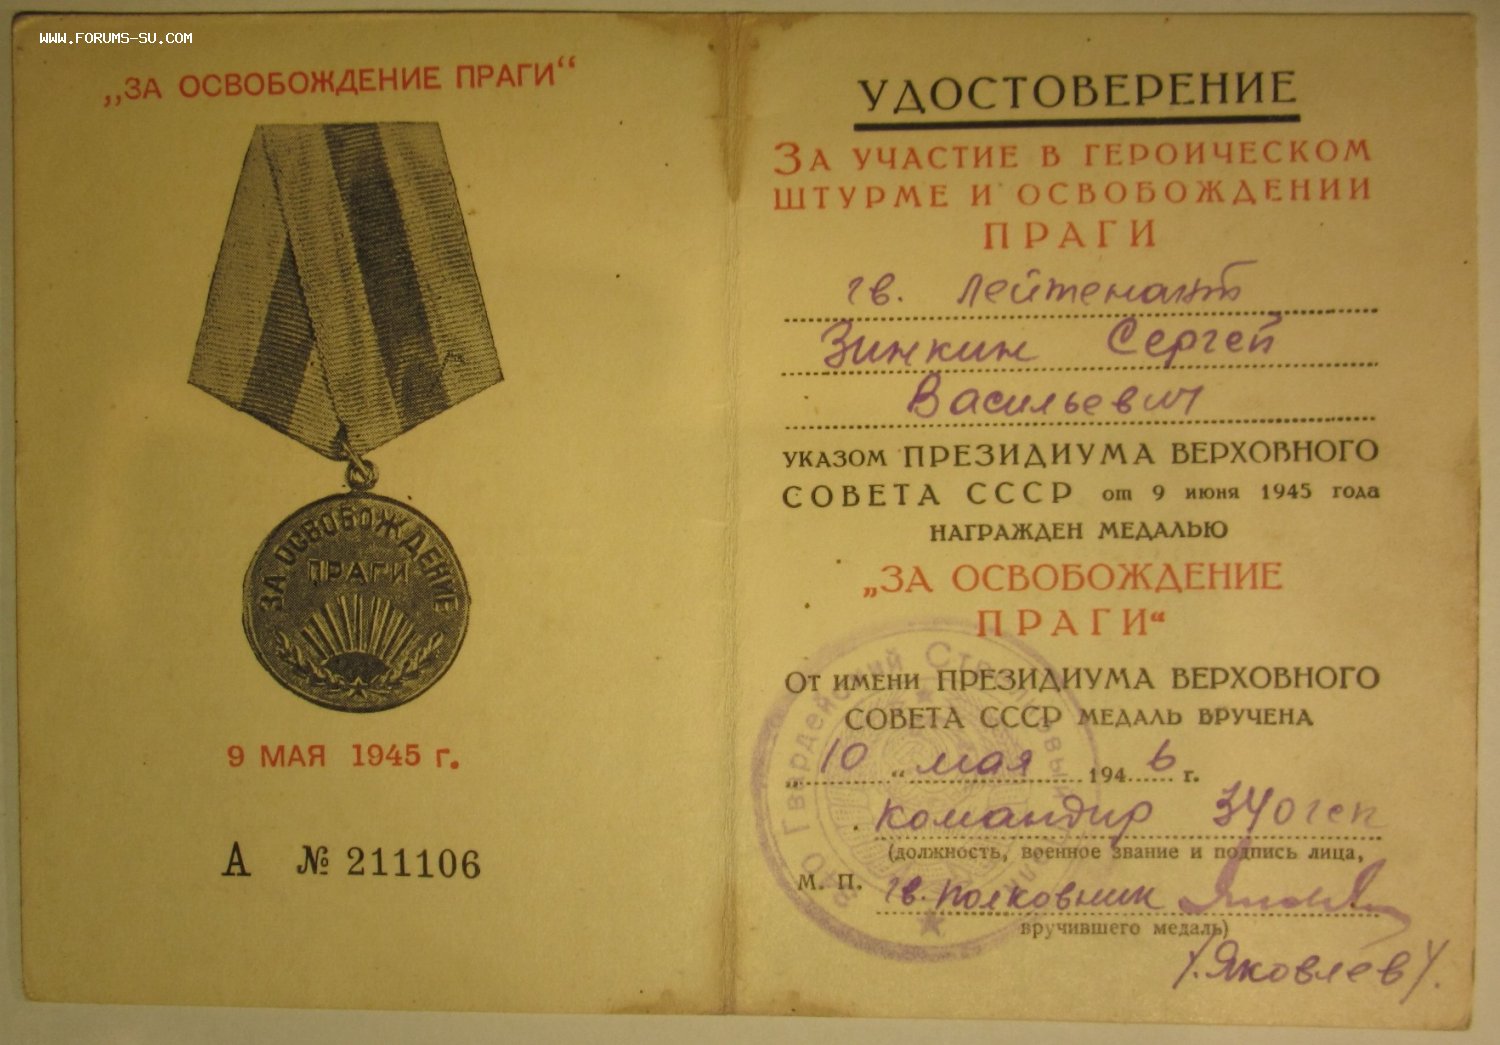 WWW.FORUMS-SU.COM
„ЗА ОСВОБОЖДЕНИЕ ПРАГИ“
ЗА ОСВОБОЖДЕНИЕ
ПРАГИ
9 МАЯ 1945 г.
А № 211106
УДОСТОВЕРЕНИЕ
ЗА УЧАСТИЕ В ГЕРОИЧЕСКОМ
ШТУРМЕ И ОСВОБОЖДЕНИИ
ПРАГИ
гв. лейтенант
Зинкин Сергей
Васильевич
УКАЗОМ ПРЕЗИДИУМА ВЕРХОВНОГО
СОВЕТА СССР от 9 июня 1945 года
НАГРАЖДЕН МЕДАЛЬЮ
„ЗА ОСВОБОЖДЕНИЕ
ПРАГИ“
ОТ ИМЕНИ ПРЕЗИДИУМА ВЕРХОВНОГО
СОВЕТА СССР МЕДАЛЬ ВРУЧЕНА
„10“ мая 1946 г.
командир 340 гсп
(должность, военное звание и подпись лица,
М. П. гв. полковник
вручившего медаль)
/.Яковлев/.
Гвардейский Стрелковый